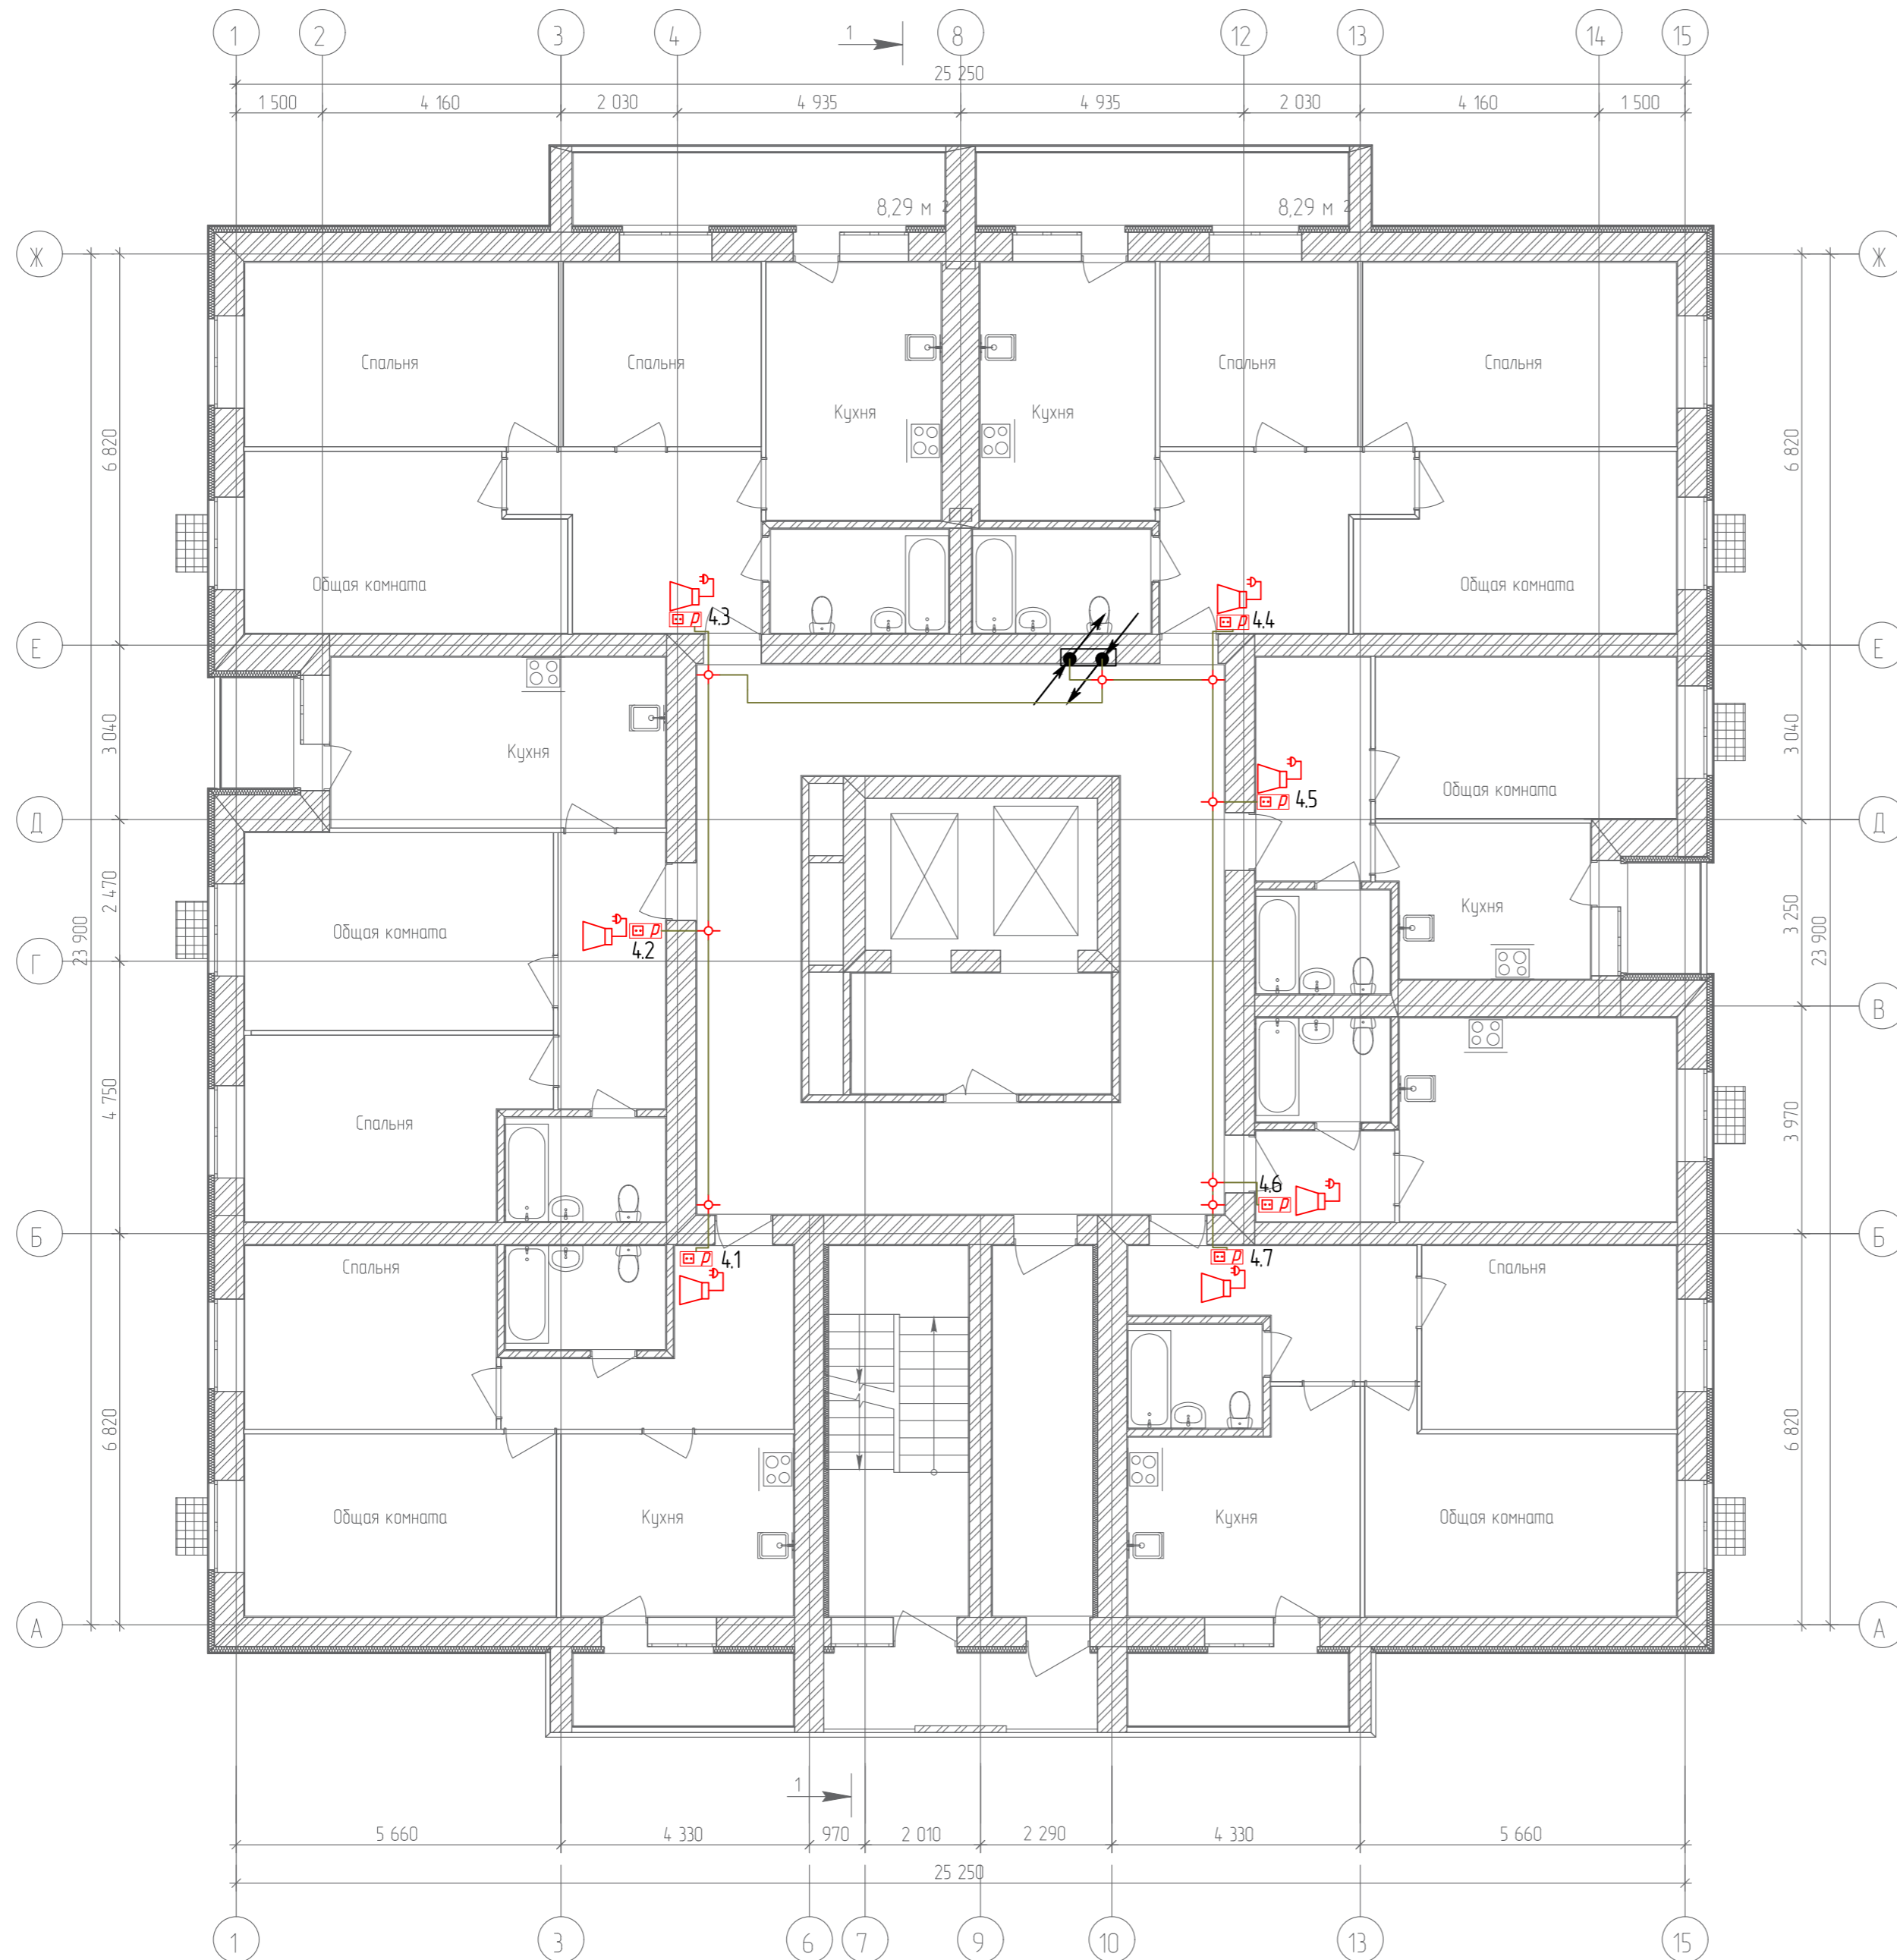 1 2 3 4 1 8 12 13 14 15
25 250
1 500 4 160 2 030 4 935 4 935 2 030 4 160 1 500
8,29 м 2 8,29 м 2
Ж Ж
Спальня Спальня Спальня Спальня
Кухня Кухня
6 820 6 820
Общая комната Общая комната
р 4.3 р 4.4
Е Е
3 040 Кухня 3 040
Общая комната
р 4.5
Д Д
2 470 Кухня 3 250
23 900 Общая комната р 23 900
4.2
Г
В
4 750 3 970
Спальня
4.6
р
Б Б
р 4.1 р 4.7
Спальня Спальня
6 820 6 820
Общая комната Кухня Кухня Общая комната
А А
1
5 660 4 330 970 2 010 2 290 4 330 5 660
25 250
1 3 6 7 9 10 13 15